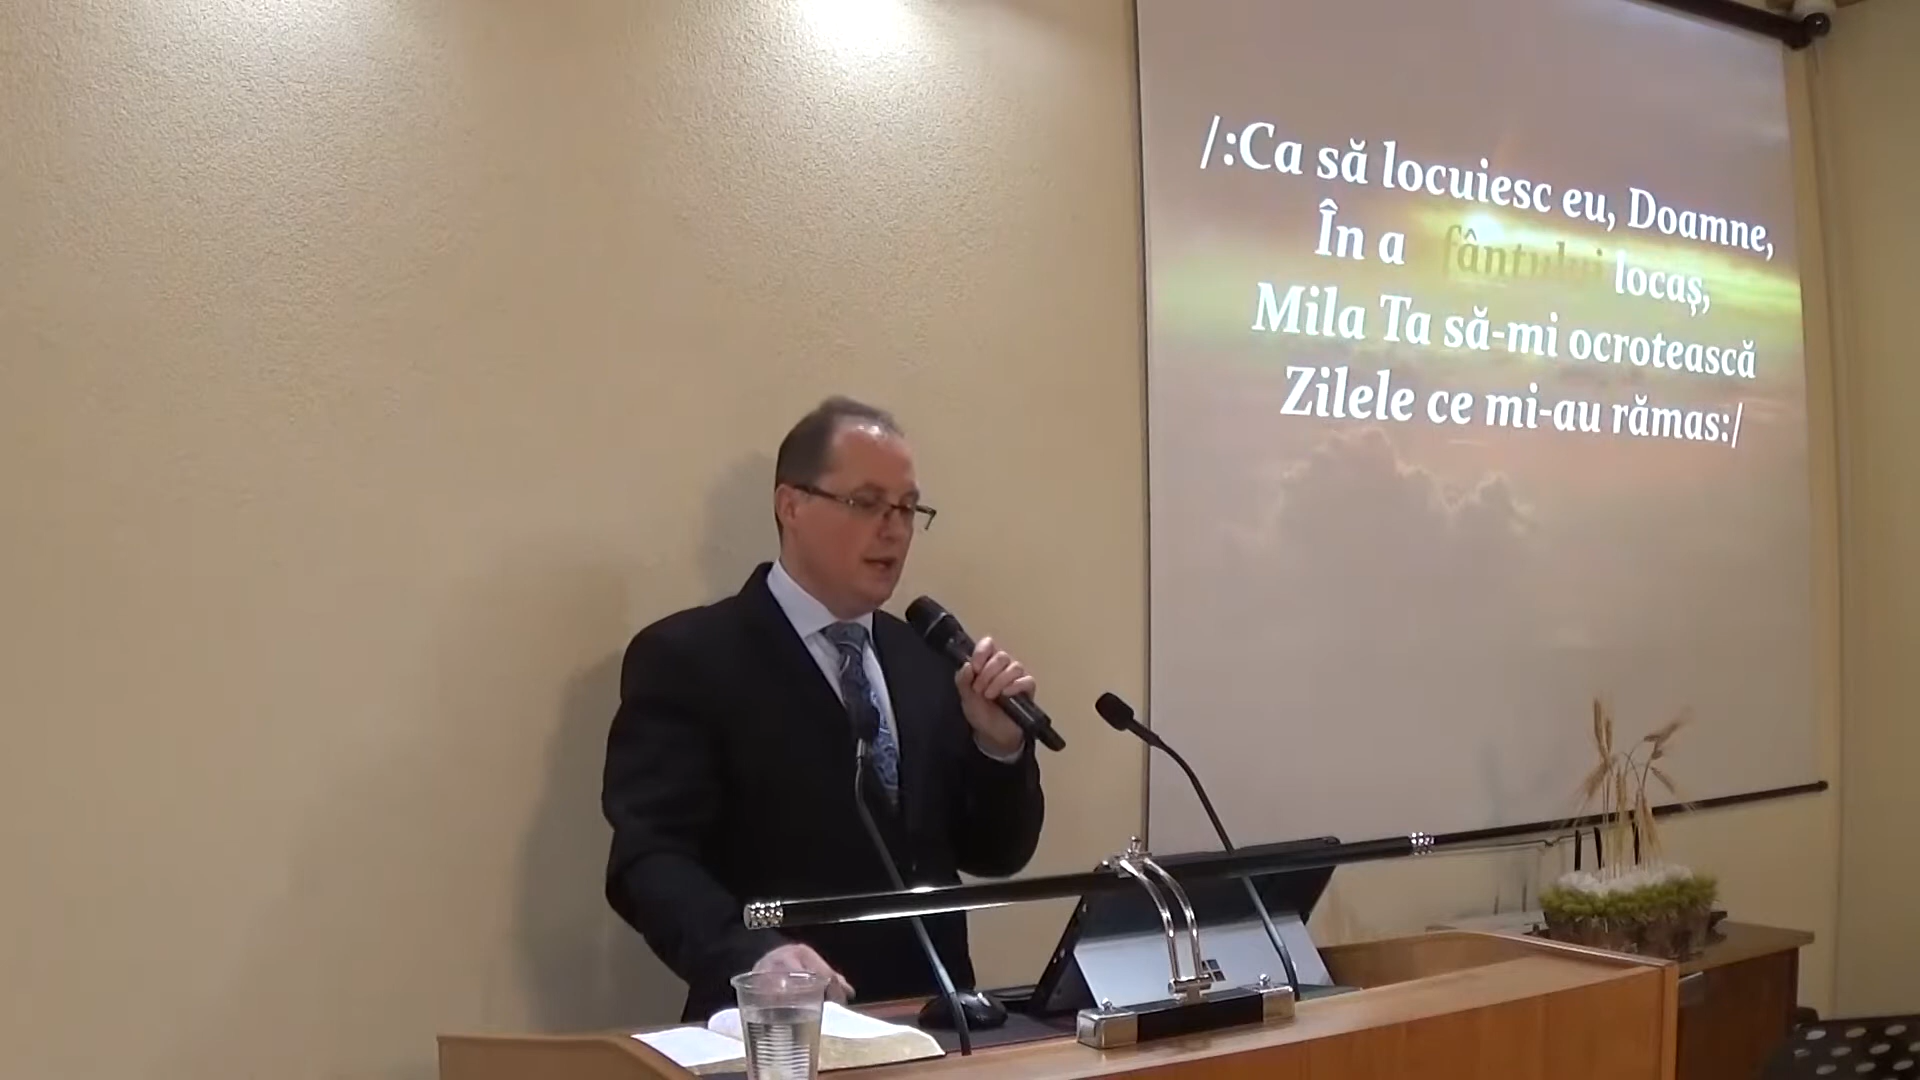 /:Ca să locuiesc eu, Doamne,
În a locaș,
Mila Ta să-mi ocrotească
Zilele ce mi-au rămas:/